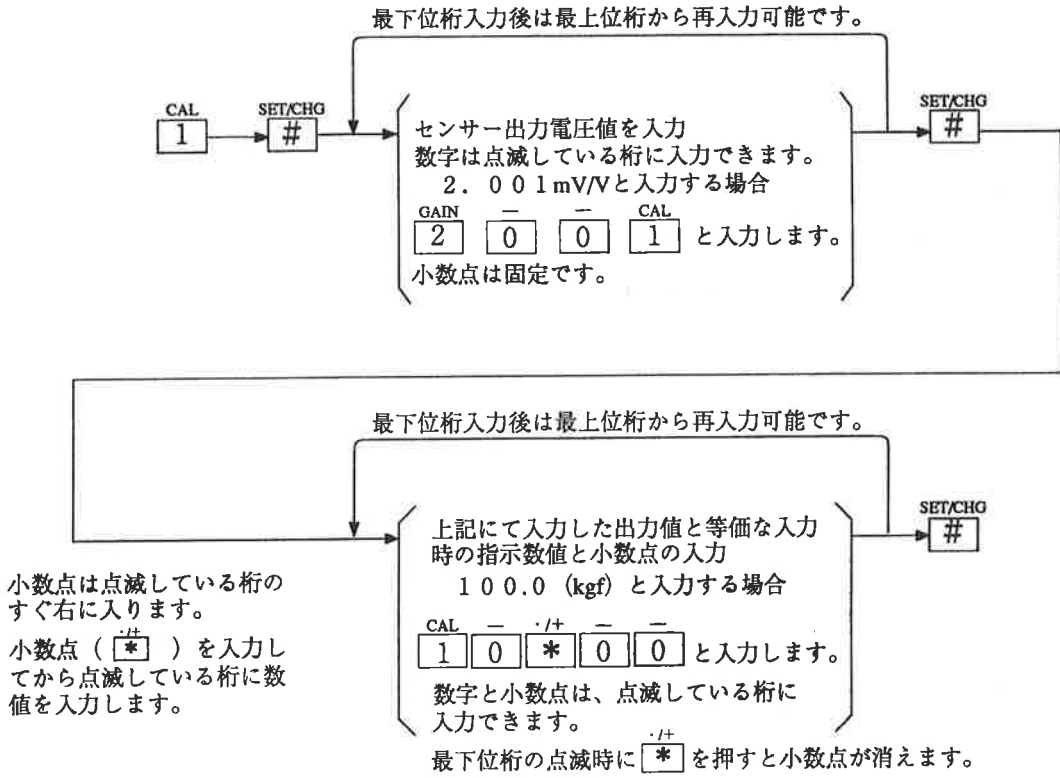 最下位桁入力後は最上位桁から再入力可能です。
CAL
1
SET/CHG
#
センサー出力電圧値を入力
数字は点滅している桁に入力できます。
2. 001mV/Vと入力する場合
GAIN — — CAL
2 0 0 1 と入力します。
小数点は固定です。
SET/CHG
#
最下位桁入力後は最上位桁から再入力可能です。
上記にて入力した出力値と等価な入力
時の指示数値と小数点の入力
100.0 (kgf) と入力する場合
CAL — ·/+ — —
1 0 * 0 0 と入力します。
数字と小数点は、点滅している桁に
入力できます。
·/+
最下位桁の点滅時に * を押すと小数点が消えます。
SET/CHG
#
小数点は点滅している桁の
すぐ右に入ります。
·/+
小数点 ( * ) を入力し
てから点滅している桁に数
値を入力します。